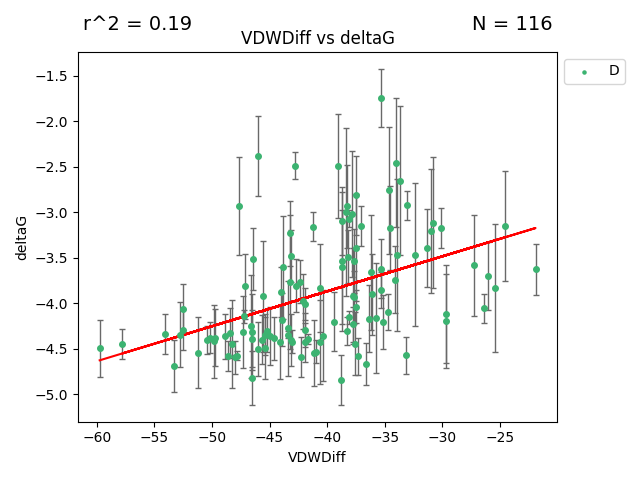 r^2 = 0.19
N = 116
VDWDiff vs deltaG
D
deltaG
−1.5
−2.0
−2.5
−3.0
−3.5
−4.0
−4.5
−5.0
−60
−55
−50
−45
−40
−35
−30
−25
VDWDiff